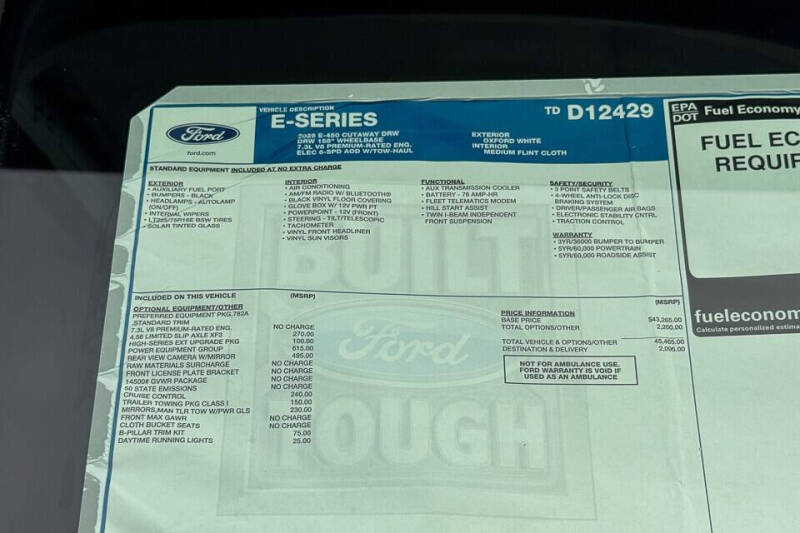 Ford
ford.com
VEHICLE DESCRIPTION
E-SERIES
E-450 CUTAWAY DRW
DRW 158" WHEELBASE
7.3L V8 PREMIUM-RATED ENG.
ELEC 6-SPD AOD W/TOW-HAUL
EXTERIOR
OXFORD WHITE
INTERIOR
MEDIUM FLINT CLOTH
TD D12429
EPA
DOT
Fuel Economy
FUEL EC
REQUIR
STANDARD EQUIPMENT INCLUDED AT NO EXTRA CHARGE
EXTERIOR
• AUXILIARY FUEL PORT
• BUMPERS - BLACK
• HEADLAMPS - AUTOLAMP
(ON/OFF)
• INTERVAL WIPERS
• LT225/75R16E BSW TIRES
• SOLAR TINTED GLASS
INTERIOR
• AIR CONDITIONING
• AM/FM RADIO W/ BLUETOOTH®
• BLACK VINYL FLOOR COVERING
• GLOVE BOX W/ 12V PWR PT
• POWERPOINT - 12V (FRONT)
• STEERING - TILT/TELESCOPIC
• TACHOMETER
• VINYL FRONT HEADLINER
• VINYL SUN VISORS
FUNCTIONAL
• AUX TRANSMISSION COOLER
• BATTERY - 78 AMP-HR
• FLEET TELEMATICS MODEM
• HILL START ASSIST
• TWIN I-BEAM INDEPENDENT
FRONT SUSPENSION
SAFETY/SECURITY
• 3 POINT SAFETY BELTS
• 4-WHEEL ANTI-LOCK DISC
BRAKING SYSTEM
• DRIVER/PASSENGER AIR BAGS
• ELECTRONIC STABILITY CNTRL
• TRACTION CONTROL
WARRANTY
• 3YR/36000 BUMPER TO BUMPER
• 5YR/60,000 POWERTRAIN
• 5YR/60,000 ROADSIDE ASSIST
INCLUDED ON THIS VEHICLE (MSRP)
OPTIONAL EQUIPMENT/OTHER
PREFERRED EQUIPMENT PKG.782A
.STANDARD TRIM
7.3L V8 PREMIUM-RATED ENG. NO CHARGE
4.56 LIMITED SLIP AXLE XF3 270.00
HIGH-SERIES EXT UPGRADE PKG 100.00
POWER EQUIPMENT GROUP 615.00
REAR VIEW CAMERA W/MIRROR 495.00
RAW MATERIALS SURCHARGE NO CHARGE
FRONT LICENSE PLATE BRACKET NO CHARGE
14500# GVWR PACKAGE NO CHARGE
50 STATE EMISSIONS NO CHARGE
CRUISE CONTROL 240.00
TRAILER TOWING PKG CLASS I 150.00
MIRRORS,MAN TLR TOW W/PWR GLS 230.00
FRONT MAX GAWR NO CHARGE
CLOTH BUCKET SEATS NO CHARGE
B-PILLAR TRIM KIT 75.00
DAYTIME RUNNING LIGHTS 25.00
PRICE INFORMATION (MSRP)
BASE PRICE $43,265.00
TOTAL OPTIONS/OTHER 2,200.00
TOTAL VEHICLE & OPTIONS/OTHER 45,465.00
DESTINATION & DELIVERY 2,095.00
NOT FOR AMBULANCE USE.
FORD WARRANTY IS VOID IF
USED AS AN AMBULANCE
BUILT
Ford
TOUGH
fueleconom
Calculate personalized estima